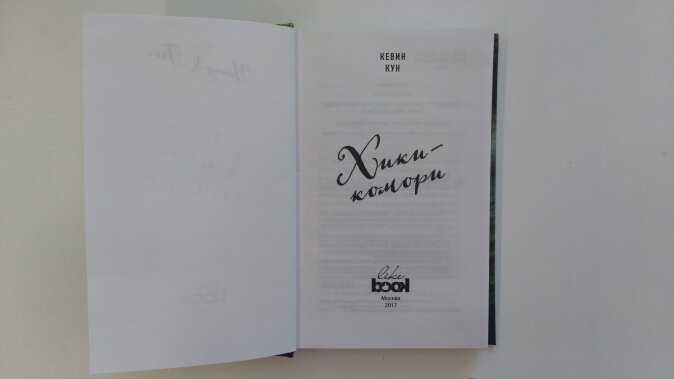 КЕВИН
КУН
Хики-
комори
like
book
Москва
2017